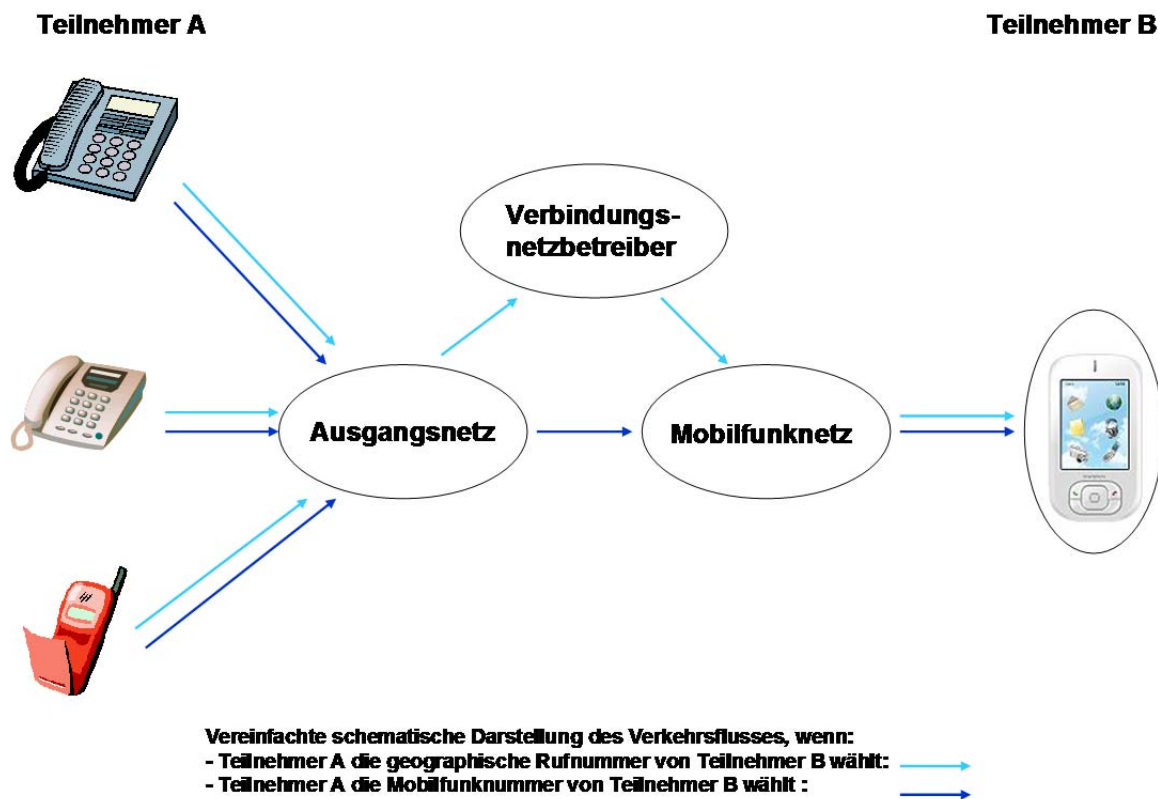 Teilnehmer A
Teilnehmer B
Verbindungs-
netzbetreiber
Ausgangsnetz
Mobilfunknetz
Vereinfachte schematische Darstellung des Verkehrsflusses, wenn:
- Teilnehmer A die geographische Rufnummer von Teilnehmer B wählt:
- Teilnehmer A die Mobilfunknummer von Teilnehmer B wählt :